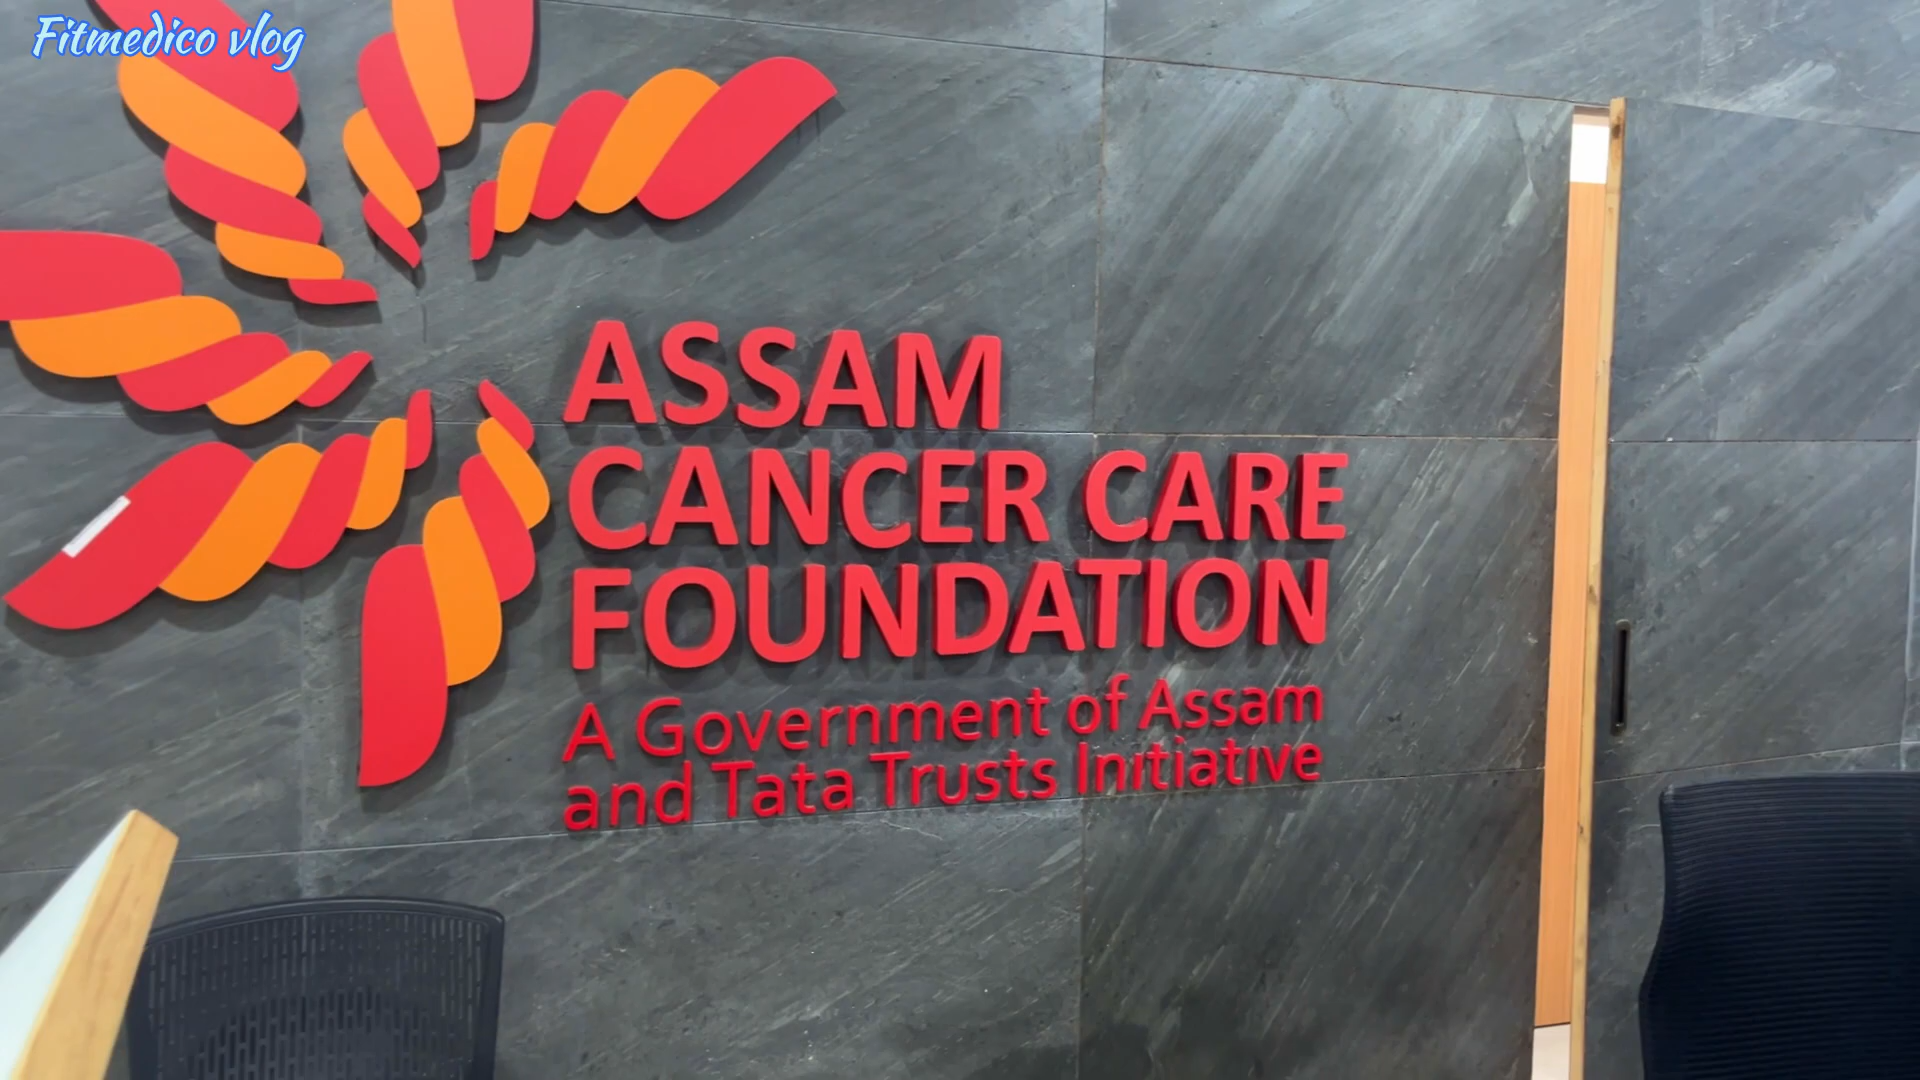 Fitmedico vlog
ASSAM
CANCER CARE
FOUNDATION
A Government of Assam
and Tata Trusts Initiative